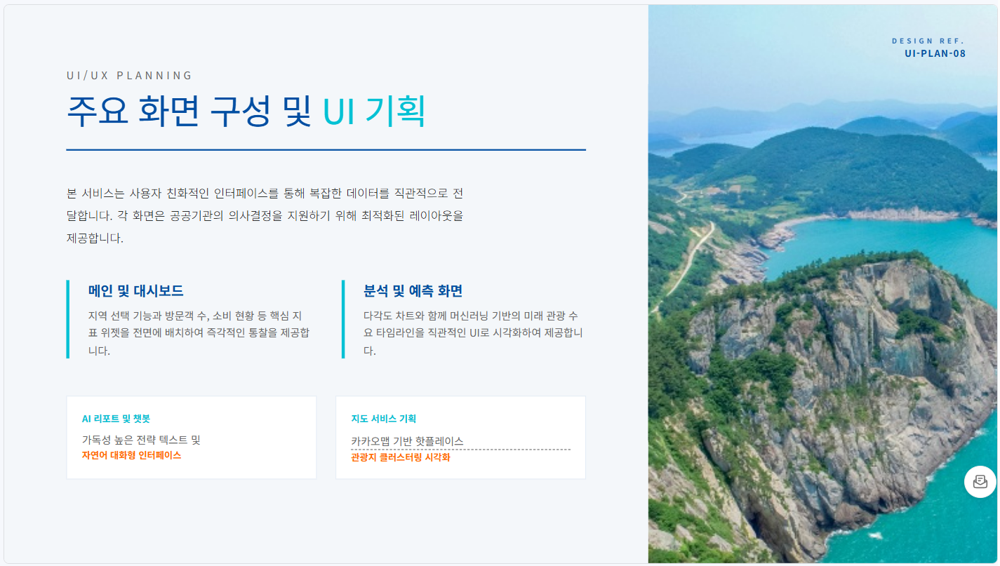 DESIGN REF.
UI-PLAN-08
UI/UX PLANNING
주요 화면 구성 및 UI 기획
본 서비스는 사용자 친화적인 인터페이스를 통해 복잡한 데이터를 직관적으로 전
달합니다. 각 화면은 공공기관의 의사결정을 지원하기 위해 최적화된 레이아웃을
제공합니다.
메인 및 대시보드
지역 선택 기능과 방문객 수, 소비 현황 등 핵심 지
표 위젯을 전면에 배치하여 즉각적인 통찰을 제공합
니다.
분석 및 예측 화면
다각도 차트와 함께 머신러닝 기반의 미래 관광 수
요 타임라인을 직관적인 UI로 시각화하여 제공합니
다.
AI 리포트 및 챗봇
가독성 높은 전략 텍스트 및
자연어 대화형 인터페이스
지도 서비스 기획
카카오맵 기반 핫플레이스
관광지 클러스터링 시각화